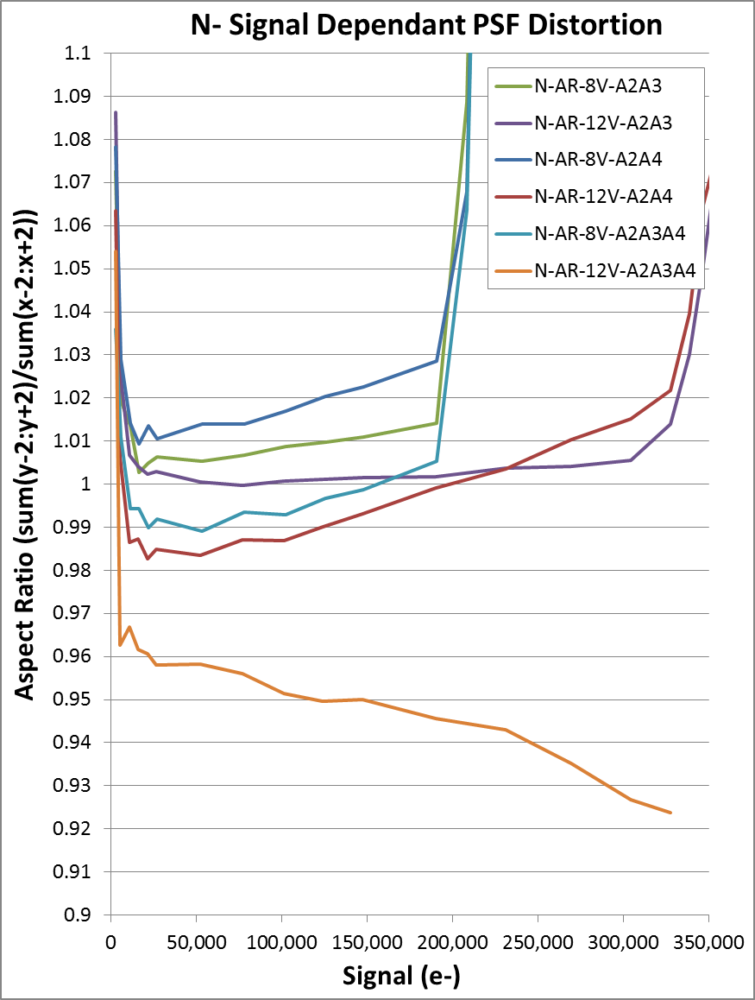 N- Signal Dependant PSF Distortion
Aspect Ratio (sum(y-2:y+2)/sum(x-2:x+2))
1.1
1.09
1.08
1.07
1.06
1.05
1.04
1.03
1.02
1.01
1
0.99
0.98
0.97
0.96
0.95
0.94
0.93
0.92
0.91
0.9
N-AR-8V-A2A3
N-AR-12V-A2A3
N-AR-8V-A2A4
N-AR-12V-A2A4
N-AR-8V-A2A3A4
N-AR-12V-A2A3A4
0 50,000 100,000 150,000 200,000 250,000 300,000 350,000
Signal (e-)